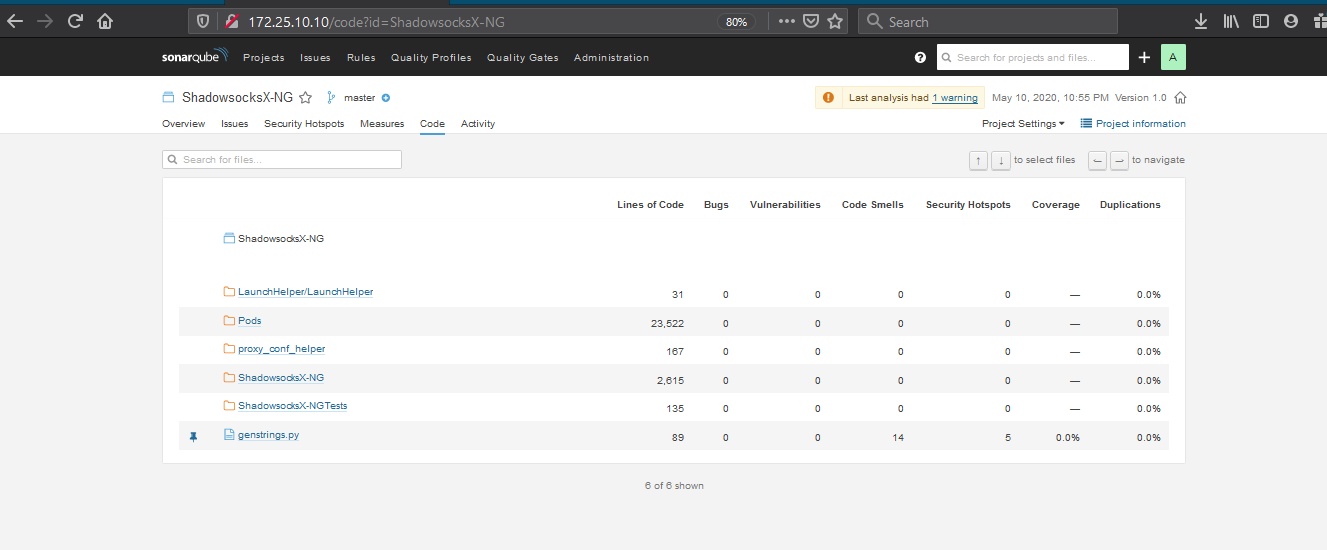 172.25.10.10/code?id=ShadowsocksX-NG 80% Search
sonarqube Projects Issues Rules Quality Profiles Quality Gates Administration ? Search for projects and files... + A
ShadowsocksX-NG master Last analysis had 1 warning May 10, 2020, 10:55 PM Version 1.0
Overview Issues Security Hotspots Measures Code Activity Project Settings Project information
Search for files... ↑ ↓ to select files ← → to navigate
Lines of Code Bugs Vulnerabilities Code Smells Security Hotspots Coverage Duplications
ShadowsocksX-NG
LaunchHelper/LaunchHelper 31 0 0 0 0 — 0.0%
Pods 23,522 0 0 0 0 — 0.0%
proxy_conf_helper 167 0 0 0 0 — 0.0%
ShadowsocksX-NG 2,615 0 0 0 0 — 0.0%
ShadowsocksX-NGTests 135 0 0 0 0 — 0.0%
genstrings.py 89 0 0 14 5 0.0% 0.0%
6 of 6 shown